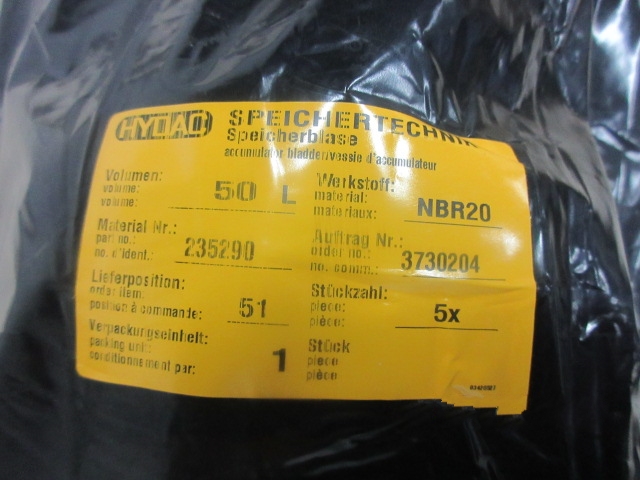 HYDAC SPEICHERTECHNIK
Speicherblase
accumulator bladder/vessie d'accumulateur
Volumen:
volume:
volume:
50 L
Werkstoff:
material:
materiaux:
NBR20
Material Nr.:
part no.:
no. d'ident.:
235290
Auftrag Nr.:
order no.:
no. comm.:
3730204
Lieferposition:
order item:
position à commande:
51
Stückzahl:
piece:
pièce:
5x
Verpackungseinheit:
packing unit:
conditionnement par:
1
Stück
piece
pièce